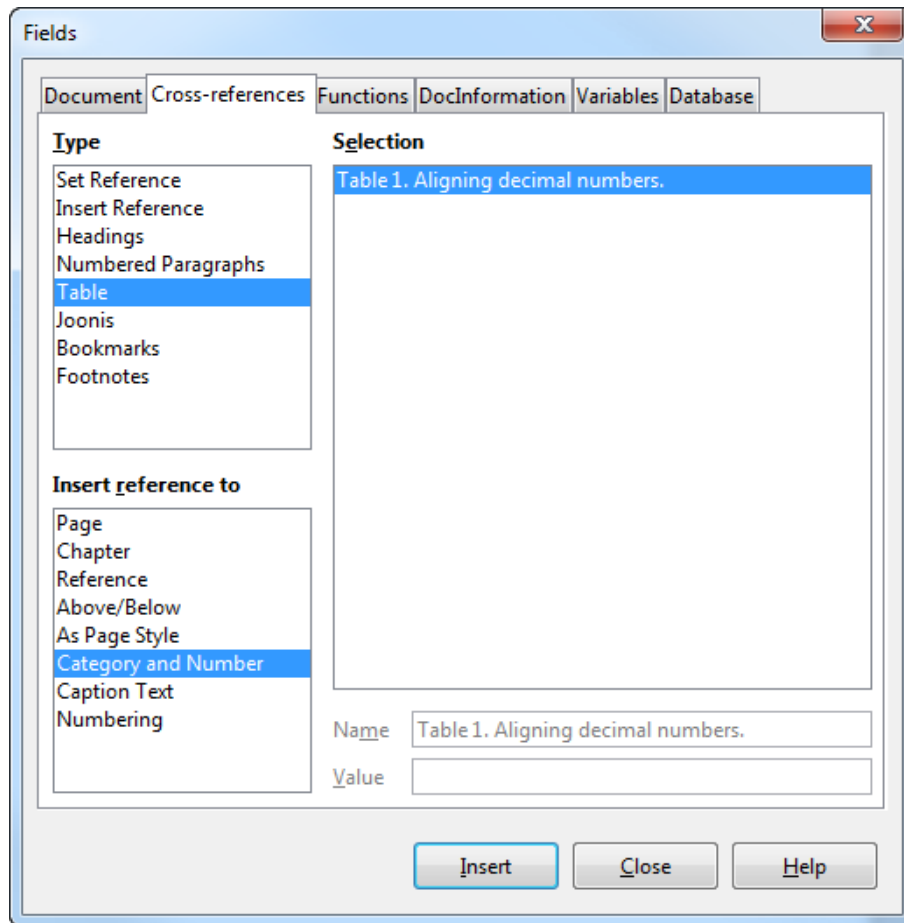 Fields
Document Cross-references Functions DocInformation Variables Database
Type
Set Reference
Insert Reference
Headings
Numbered Paragraphs
Table
Joonis
Bookmarks
Footnotes
Insert reference to
Page
Chapter
Reference
Above/Below
As Page Style
Category and Number
Caption Text
Numbering
Selection
Table 1. Aligning decimal numbers.
Name Table 1. Aligning decimal numbers.
Value
Insert Close Help